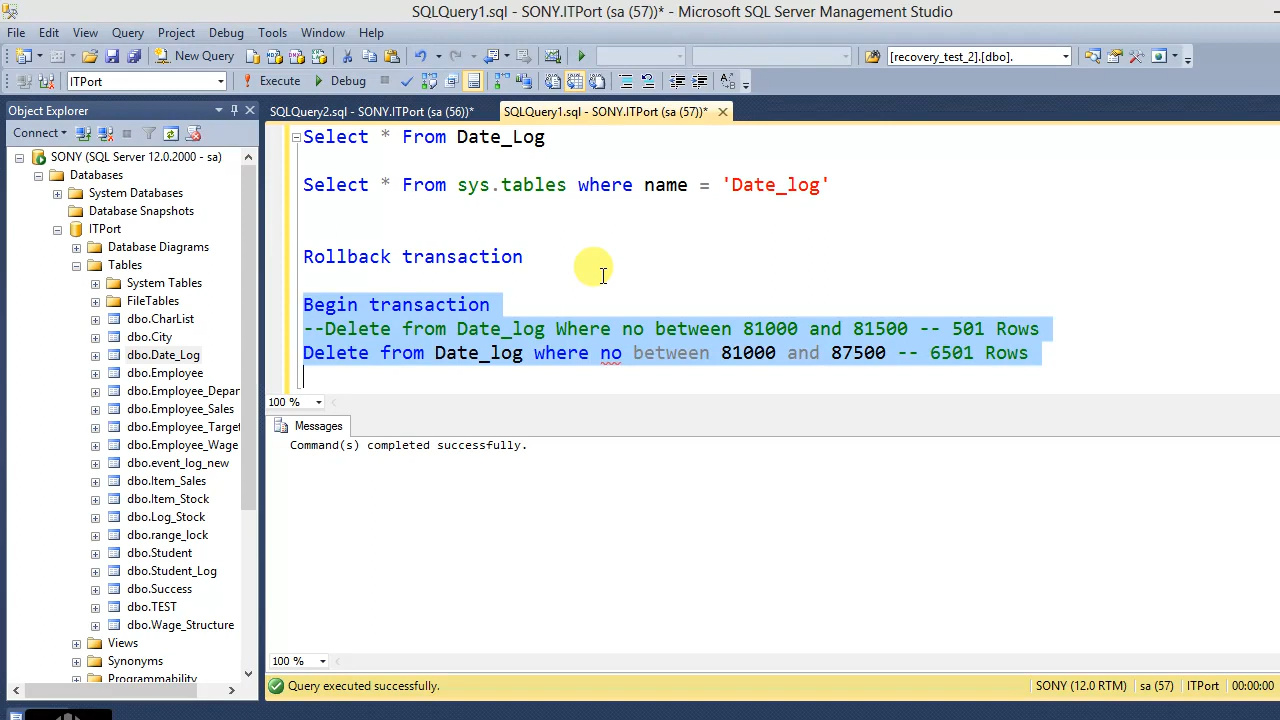 SQLQuery1.sql - SONY.ITPort (sa (57))* - Microsoft SQL Server Management Studio
File Edit View Query Project Debug Tools Window Help
New Query [recovery_test_2].[dbo].
ITPort Execute Debug
Object Explorer
SQLQuery2.sql - SONY.ITPort (sa (56))* SQLQuery1.sql - SONY.ITPort (sa (57))*
Connect
SONY (SQL Server 12.0.2000 - sa)
Databases
System Databases
Database Snapshots
ITPort
Database Diagrams
Tables
System Tables
FileTables
dbo.CharList
dbo.City
dbo.Date_Log
dbo.Employee
dbo.Employee_Depar
dbo.Employee_Sales
dbo.Employee_Target
dbo.Employee_Wage
dbo.event_log_new
dbo.Item_Sales
dbo.Item_Stock
dbo.Log_Stock
dbo.range_lock
dbo.Student
dbo.Student_Log
dbo.Success
dbo.TEST
dbo.Wage_Structure
Views
Synonyms
Programmability
Select * From Date_Log
Select * From sys.tables where name = 'Date_log'
Rollback transaction
Begin transaction
--Delete from Date_log Where no between 81000 and 81500 -- 501 Rows
Delete from Date_log where no between 81000 and 87500 -- 6501 Rows
100 %
Messages
Command(s) completed successfully.
100 %
Query executed successfully. SONY (12.0 RTM) sa (57) ITPort 00:00:00